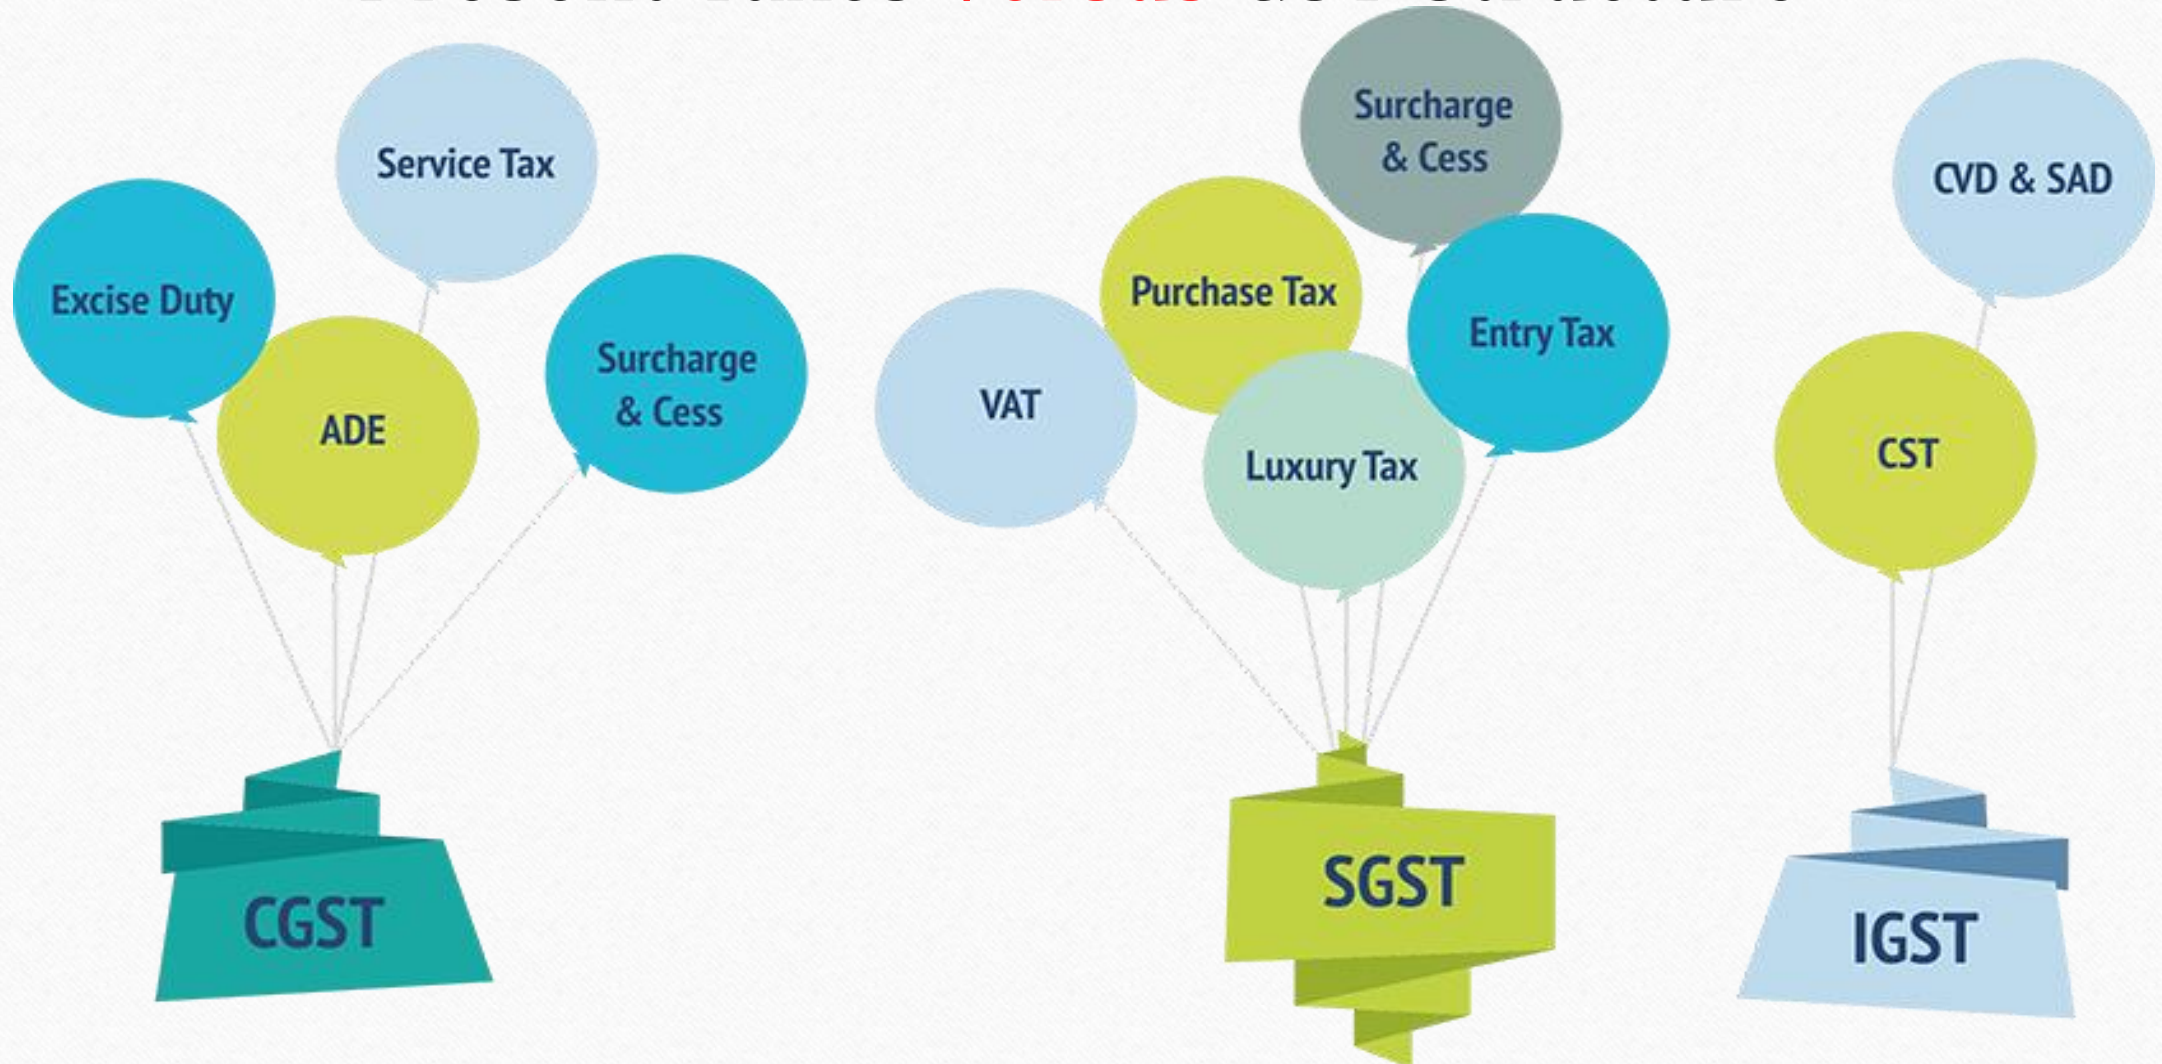 Service Tax
Excise Duty
ADE
Surcharge
& Cess
CGST
Surcharge
& Cess
Purchase Tax
Entry Tax
VAT
Luxury Tax
SGST
CVD & SAD
CST
IGST